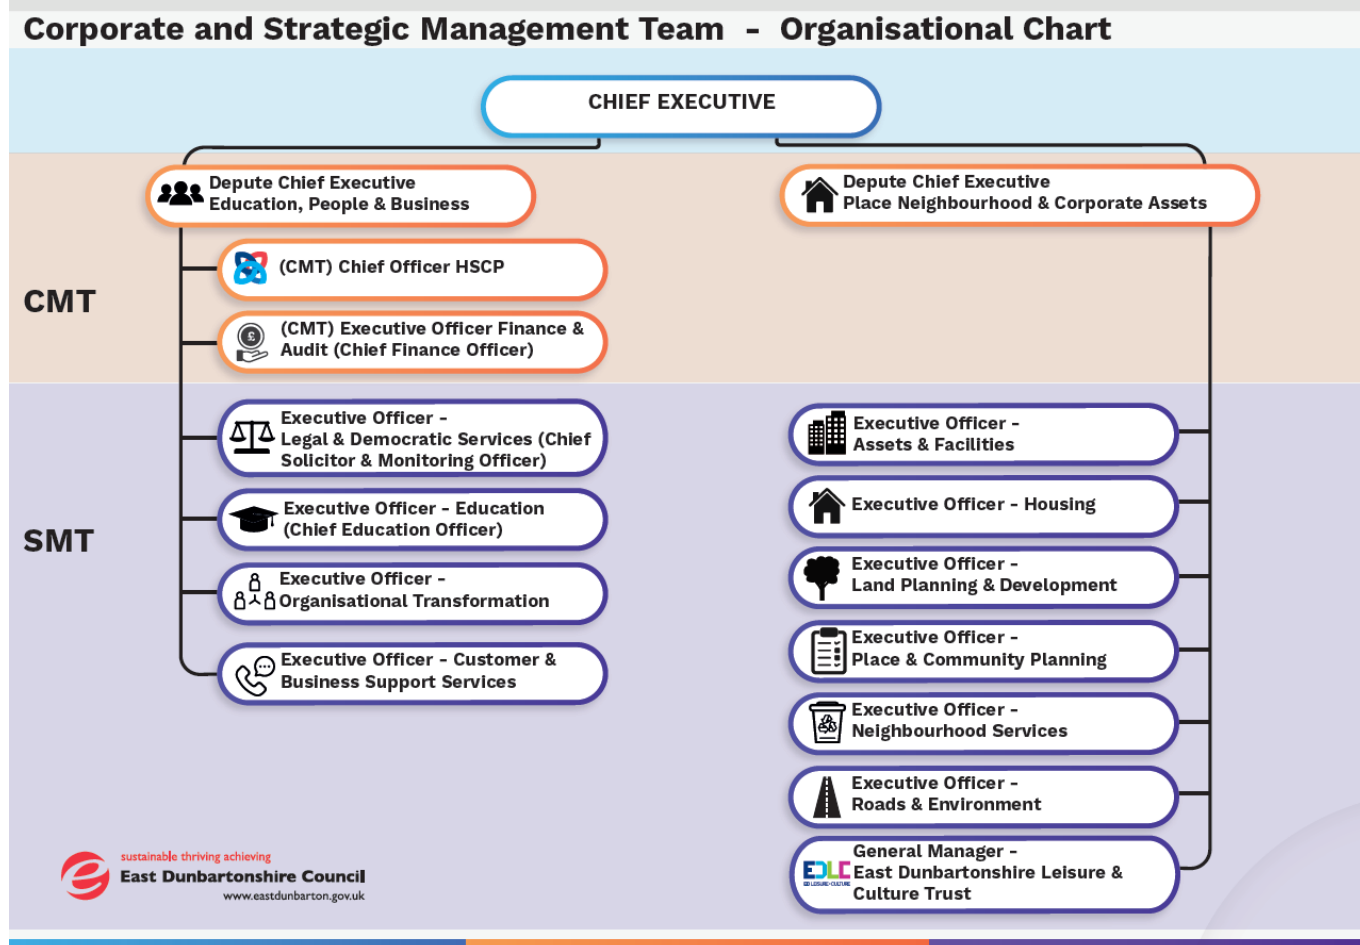 Corporate and Strategic Management Team - Organisational Chart
CHIEF EXECUTIVE
Depute Chief Executive
Education, People & Business
Depute Chief Executive
Place Neighbourhood & Corporate Assets
CMT
(CMT) Chief Officer HSCP
£
(CMT) Executive Officer Finance &
Audit (Chief Finance Officer)
SMT
Executive Officer -
Legal & Democratic Services (Chief
Solicitor & Monitoring Officer)
Executive Officer - Education
(Chief Education Officer)
Executive Officer -
Organisational Transformation
Executive Officer - Customer &
Business Support Services
Executive Officer -
Assets & Facilities
Executive Officer - Housing
Executive Officer -
Land Planning & Development
Executive Officer -
Place & Community Planning
Executive Officer -
Neighbourhood Services
Executive Officer -
Roads & Environment
EDLC
ED LEISURE+CULTURE
General Manager -
East Dunbartonshire Leisure &
Culture Trust
sustainable thriving achieving
East Dunbartonshire Council
www.eastdunbarton.gov.uk